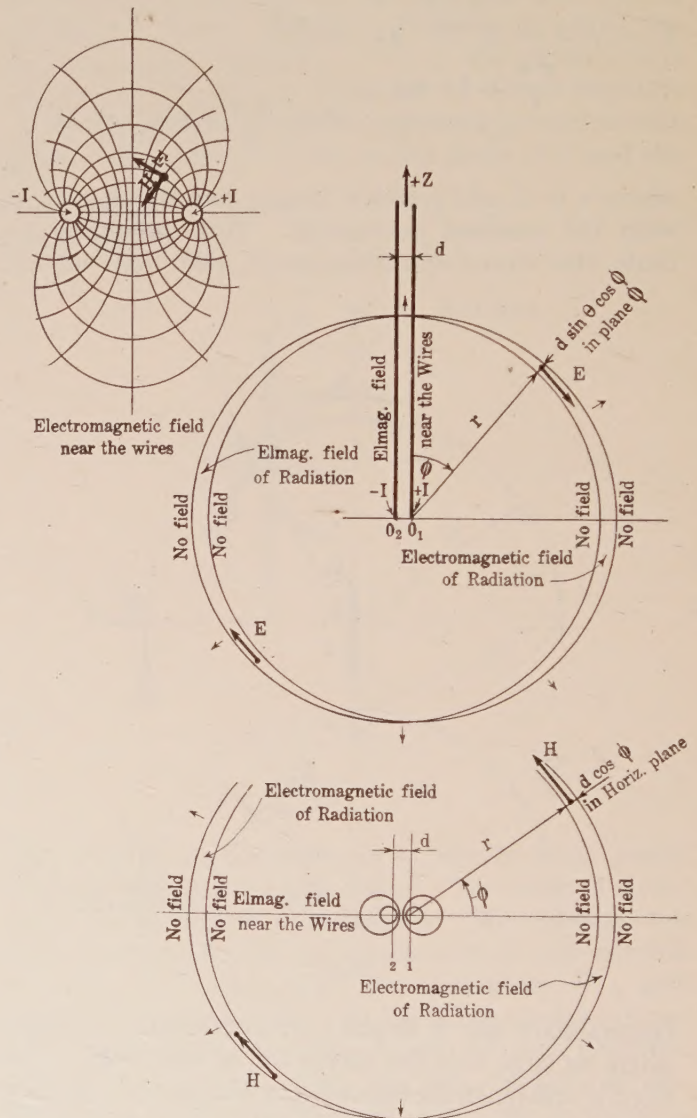 -I
+I
E
H
Electromagnetic field
near the wires
+Z
d
d sin θ cos ϕ
in plane ϕ
E
Elmag. field
near the Wires
r
ϕ
Elmag. field
of Radiation
No field
No field
-I
+I
O₂ O₁
No field
No field
Electromagnetic field
of Radiation
E
H
d cos ϕ
in Horiz. plane
Electromagnetic field
of Radiation
d
r
ϕ
No field
No field
Elmag. field
near the Wires
No field
No field
2 1
Electromagnetic field
of Radiation
H